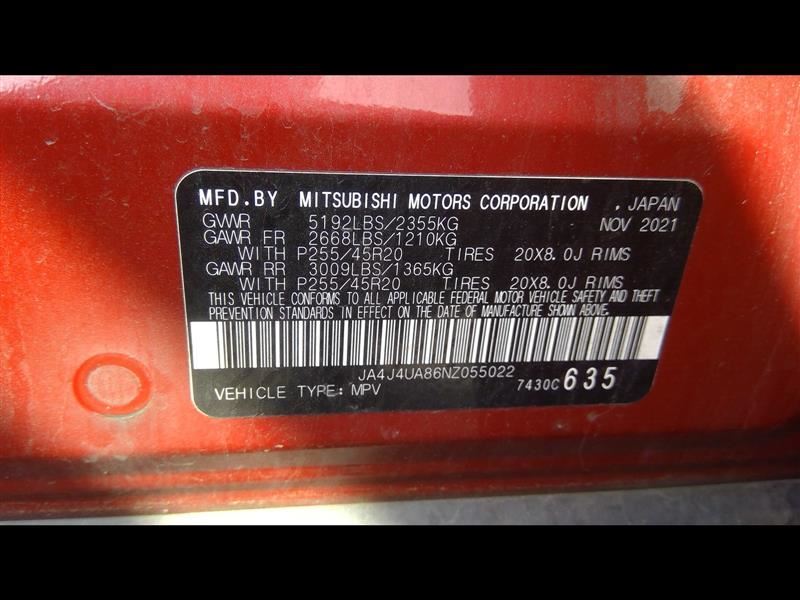 MFD.BY MITSUBISHI MOTORS CORPORATION , JAPAN
GVWR 5192LBS/2355KG NOV 2021
GAWR FR 2668LBS/1210KG
WITH P255/45R20 TIRES 20X8.0J RIMS
GAWR RR 3009LBS/1365KG
WITH P255/45R20 TIRES 20X8.0J RIMS
THIS VEHICLE CONFORMS TO ALL APPLICABLE FEDERAL MOTOR VEHICLE SAFETY AND THEFT
PREVENTION STANDARDS IN EFFECT ON THE DATE OF MANUFACTURE SHOWN ABOVE.
JA4J4UA86NZ055022
VEHICLE TYPE: MPV 7430C 635